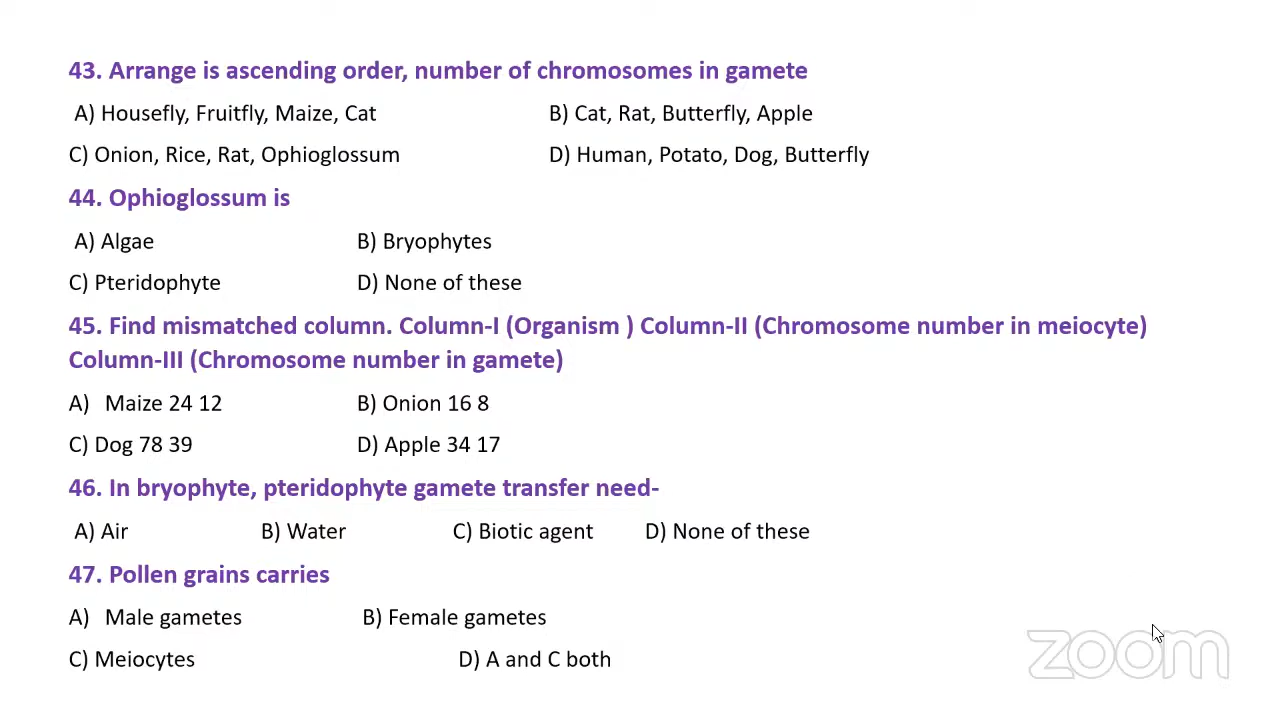 43. Arrange is ascending order, number of chromosomes in gamete
A) Housefly, Fruitfly, Maize, Cat B) Cat, Rat, Butterfly, Apple
C) Onion, Rice, Rat, Ophioglossum D) Human, Potato, Dog, Butterfly
44. Ophioglossum is
A) Algae B) Bryophytes
C) Pteridophyte D) None of these
45. Find mismatched column. Column-I (Organism ) Column-II (Chromosome number in meiocyte)
Column-III (Chromosome number in gamete)
A) Maize 24 12 B) Onion 16 8
C) Dog 78 39 D) Apple 34 17
46. In bryophyte, pteridophyte gamete transfer need-
A) Air B) Water C) Biotic agent D) None of these
47. Pollen grains carries
A) Male gametes B) Female gametes
C) Meiocytes D) A and C both
zoom